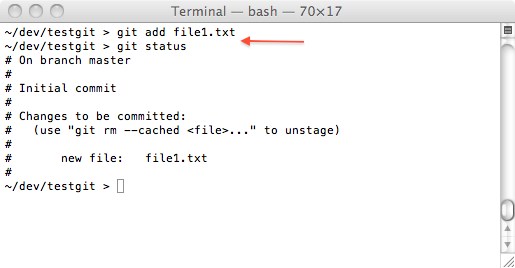 Terminal — bash — 70×17
~/dev/testgit > git add file1.txt
~/dev/testgit > git status
# On branch master
#
# Initial commit
#
# Changes to be committed:
#   (use "git rm --cached <file>..." to unstage)
#
#       new file:   file1.txt
#
~/dev/testgit >